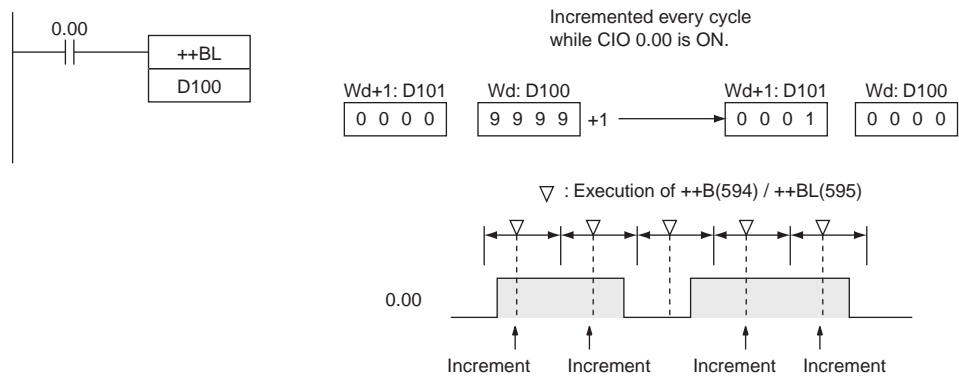 0.00
++BL
D100
Incremented every cycle
while CIO 0.00 is ON.
Wd+1: D101 Wd: D100 Wd+1: D101 Wd: D100
0 0 0 0 9 9 9 9 +1 0 0 0 1 0 0 0 0
▽ : Execution of ++B(594) / ++BL(595)
0.00
Increment Increment Increment Increment